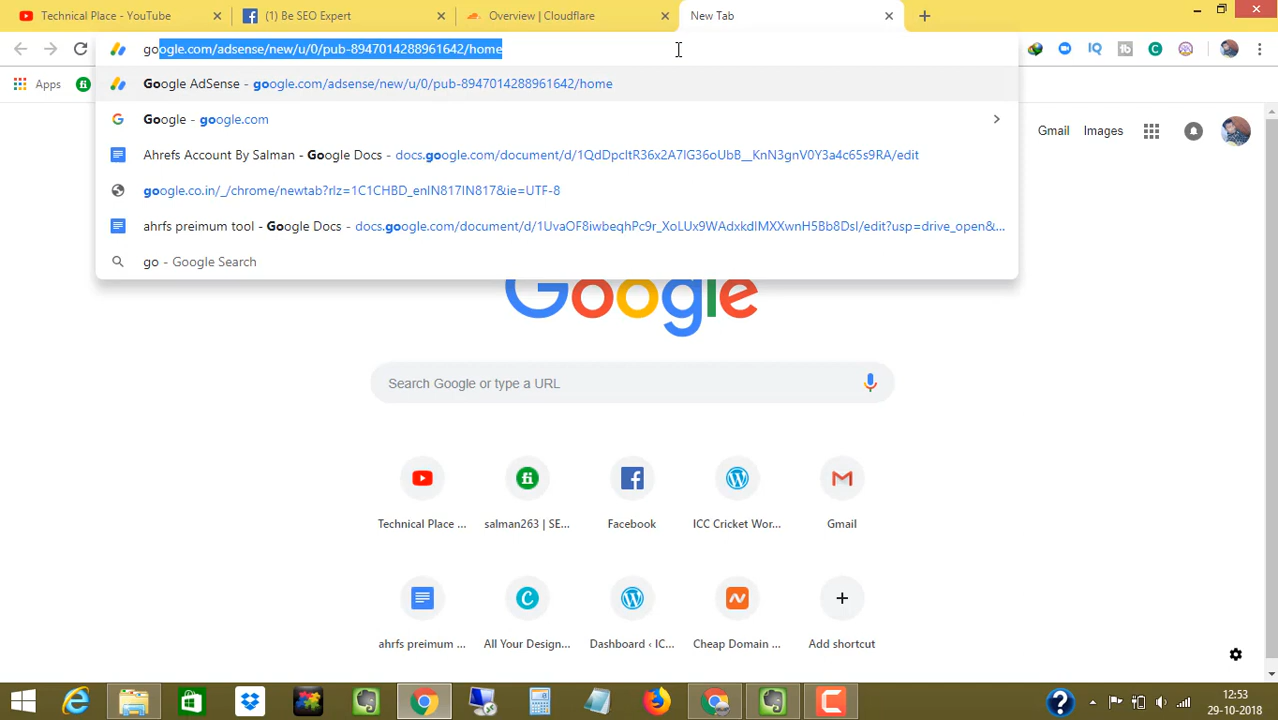 Technical Place - YouTube
(1) Be SEO Expert
Overview | Cloudflare
New Tab
google.com/adsense/new/u/0/pub-8947014288961642/home
Apps
Google AdSense - google.com/adsense/new/u/0/pub-8947014288961642/home
Google - google.com
Ahrefs Account By Salman - Google Docs - docs.google.com/document/d/1QdDpcltR36x2A7lG36oUbB__KnN3gnV0Y3a4c65s9RA/edit
google.co.in/_/chrome/newtab?rlz=1C1CHBD_enIN817IN817&ie=UTF-8
ahrfs preimum tool - Google Docs - docs.google.com/document/d/1UvaOF8iwbeqhPc9r_XoLUx9WAdxkdlMXXwnH5Bb8DsI/edit?usp=drive_open&...
go - Google Search
Gmail
Images
Google
Search Google or type a URL
Technical Place ...
salman263 | SE...
Facebook
ICC Cricket Wor...
Gmail
ahrfs preimum ...
All Your Design...
Dashboard ‹ IC...
Cheap Domain ...
Add shortcut
12:53
29-10-2018